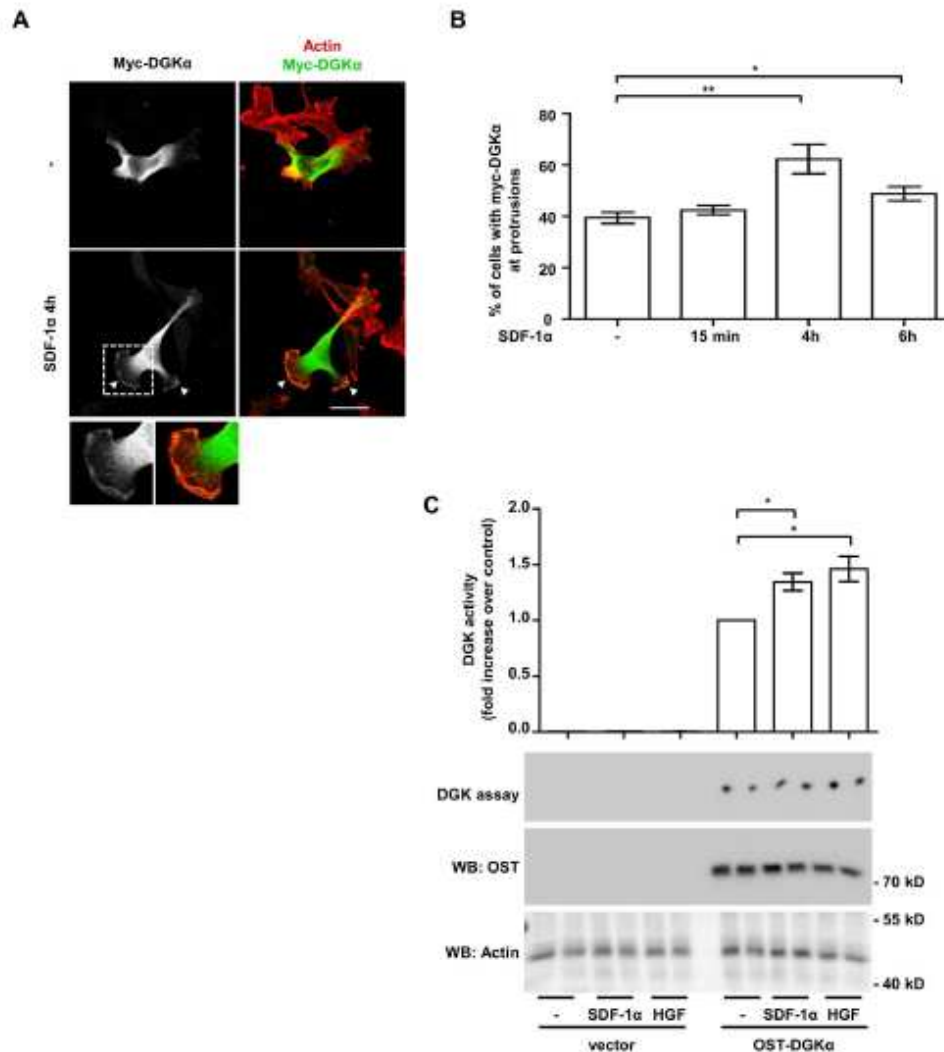 A
Actin
Myc-DGKα
Myc-DGKα
-
SDF-1α 4h
B
*
**
% of cells with myc-DGKα
at protrusions
80
60
40
20
0
SDF-1α
-
15 min
4h
6h
C
*
*
DGK activity
(fold increase over control)
2.0
1.5
1.0
0.5
0.0
DGK assay
WB: OST
- 70 kD
- 55 kD
WB: Actin
- 40 kD
- SDF-1α HGF - SDF-1α HGF
vector OST-DGKα